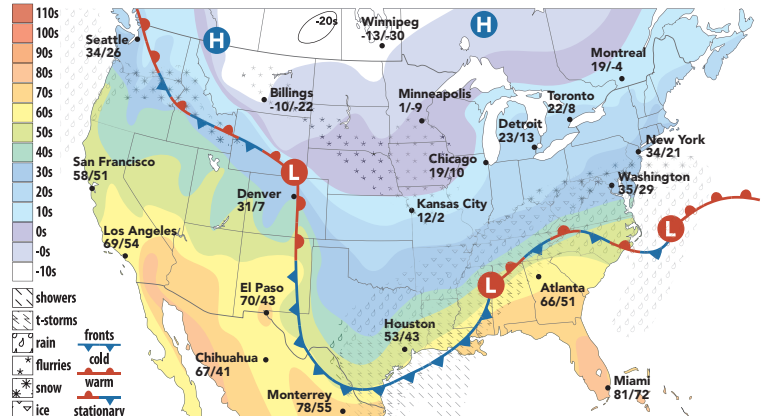 110s
100s
90s
80s
70s
60s
50s
40s
30s
20s
10s
0s
-0s
-10s
showers
t-storms
rain
flurries
snow
ice
fronts
cold
warm
stationary
-20s
Winnipeg
-13/-30
H
H
Seattle
34/26
Montreal
19/-4
Billings
-10/-22
Minneapolis
1/-9
Toronto
22/8
Detroit
23/13
New York
34/21
San Francisco
58/51
Chicago
19/10
Washington
35/29
L
Denver
31/7
Kansas City
12/2
Los Angeles
69/54
L
El Paso
70/43
L
Atlanta
66/51
Houston
53/43
Chihuahua
67/41
Miami
81/72
Monterrey
78/55